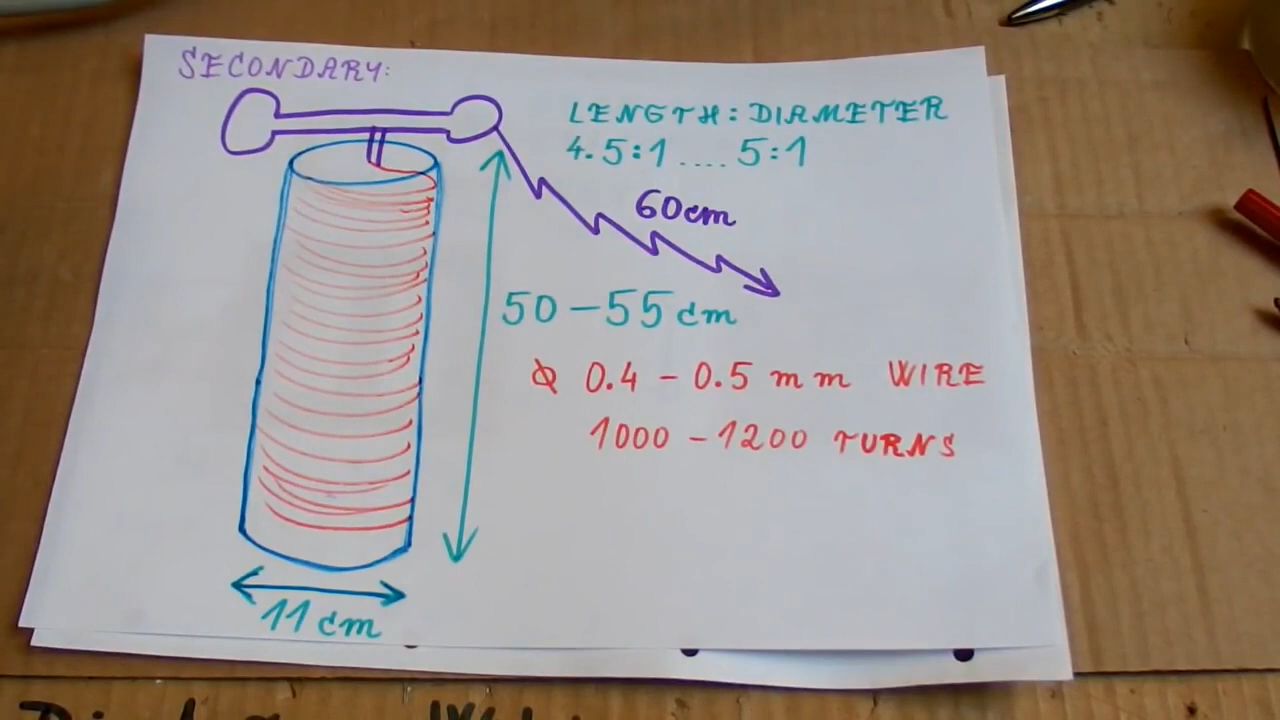 SECONDARY:
LENGTH : DIAMETER
4.5:1 .... 5:1
60cm
50 – 55 cm
⌀ 0.4 – 0.5 mm WIRE
1000 – 1200 TURNS
11 cm